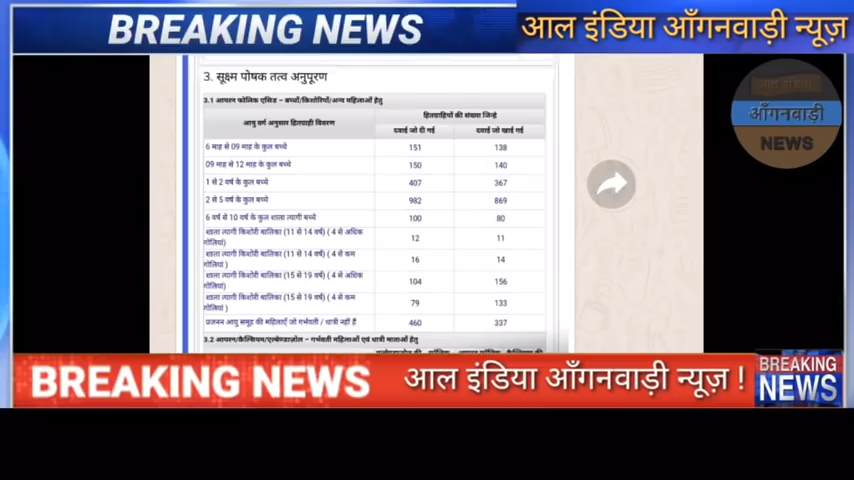 BREAKING NEWS
आल इंडिया आँगनवाड़ी न्यूज़
आल इंडिया
आँगनवाड़ी
NEWS
3. सूक्ष्म पोषक तत्व अनुपूरण
3.1 आयरन फोलिक एसिड – बच्चों/किशोरियों/अन्य महिलाओं हेतु
आयु वर्ग अनुसार हितग्राही विवरण
हितग्राहियों की संख्या जिन्हे
दवाई जो दी गई
दवाई जो खाई गई
6 माह से 09 माह के कुल बच्चे 151 138
09 माह से 12 माह के कुल बच्चे 150 140
1 से 2 वर्ष के कुल बच्चे 407 367
2 से 5 वर्ष के कुल बच्चे 982 869
6 वर्ष से 10 वर्ष के कुल शाला त्यागी बच्चे 100 80
शाला त्यागी किशोरी बालिका (11 से 14 वर्ष) ( 4 से अधिक
गोलियां) 12 11
शाला त्यागी किशोरी बालिका (11 से 14 वर्ष) ( 4 से कम
गोलियां ) 16 14
शाला त्यागी किशोरी बालिका (15 से 19 वर्ष) ( 4 से अधिक
गोलियां) 104 156
शाला त्यागी किशोरी बालिका (15 से 19 वर्ष) ( 4 से कम
गोलियां ) 79 133
प्रजनन आयु समूह की महिलाएँ जो गर्भवती / धात्री नहीं हैं 460 337
3.2 आयरन/कैल्शियम/एल्बेण्डाज़ोल – गर्भवती महिलाओं एवं धात्री माताओं हेतु
BREAKING NEWS
आल इंडिया आँगनवाड़ी न्यूज़ !
BREAKING
NEWS